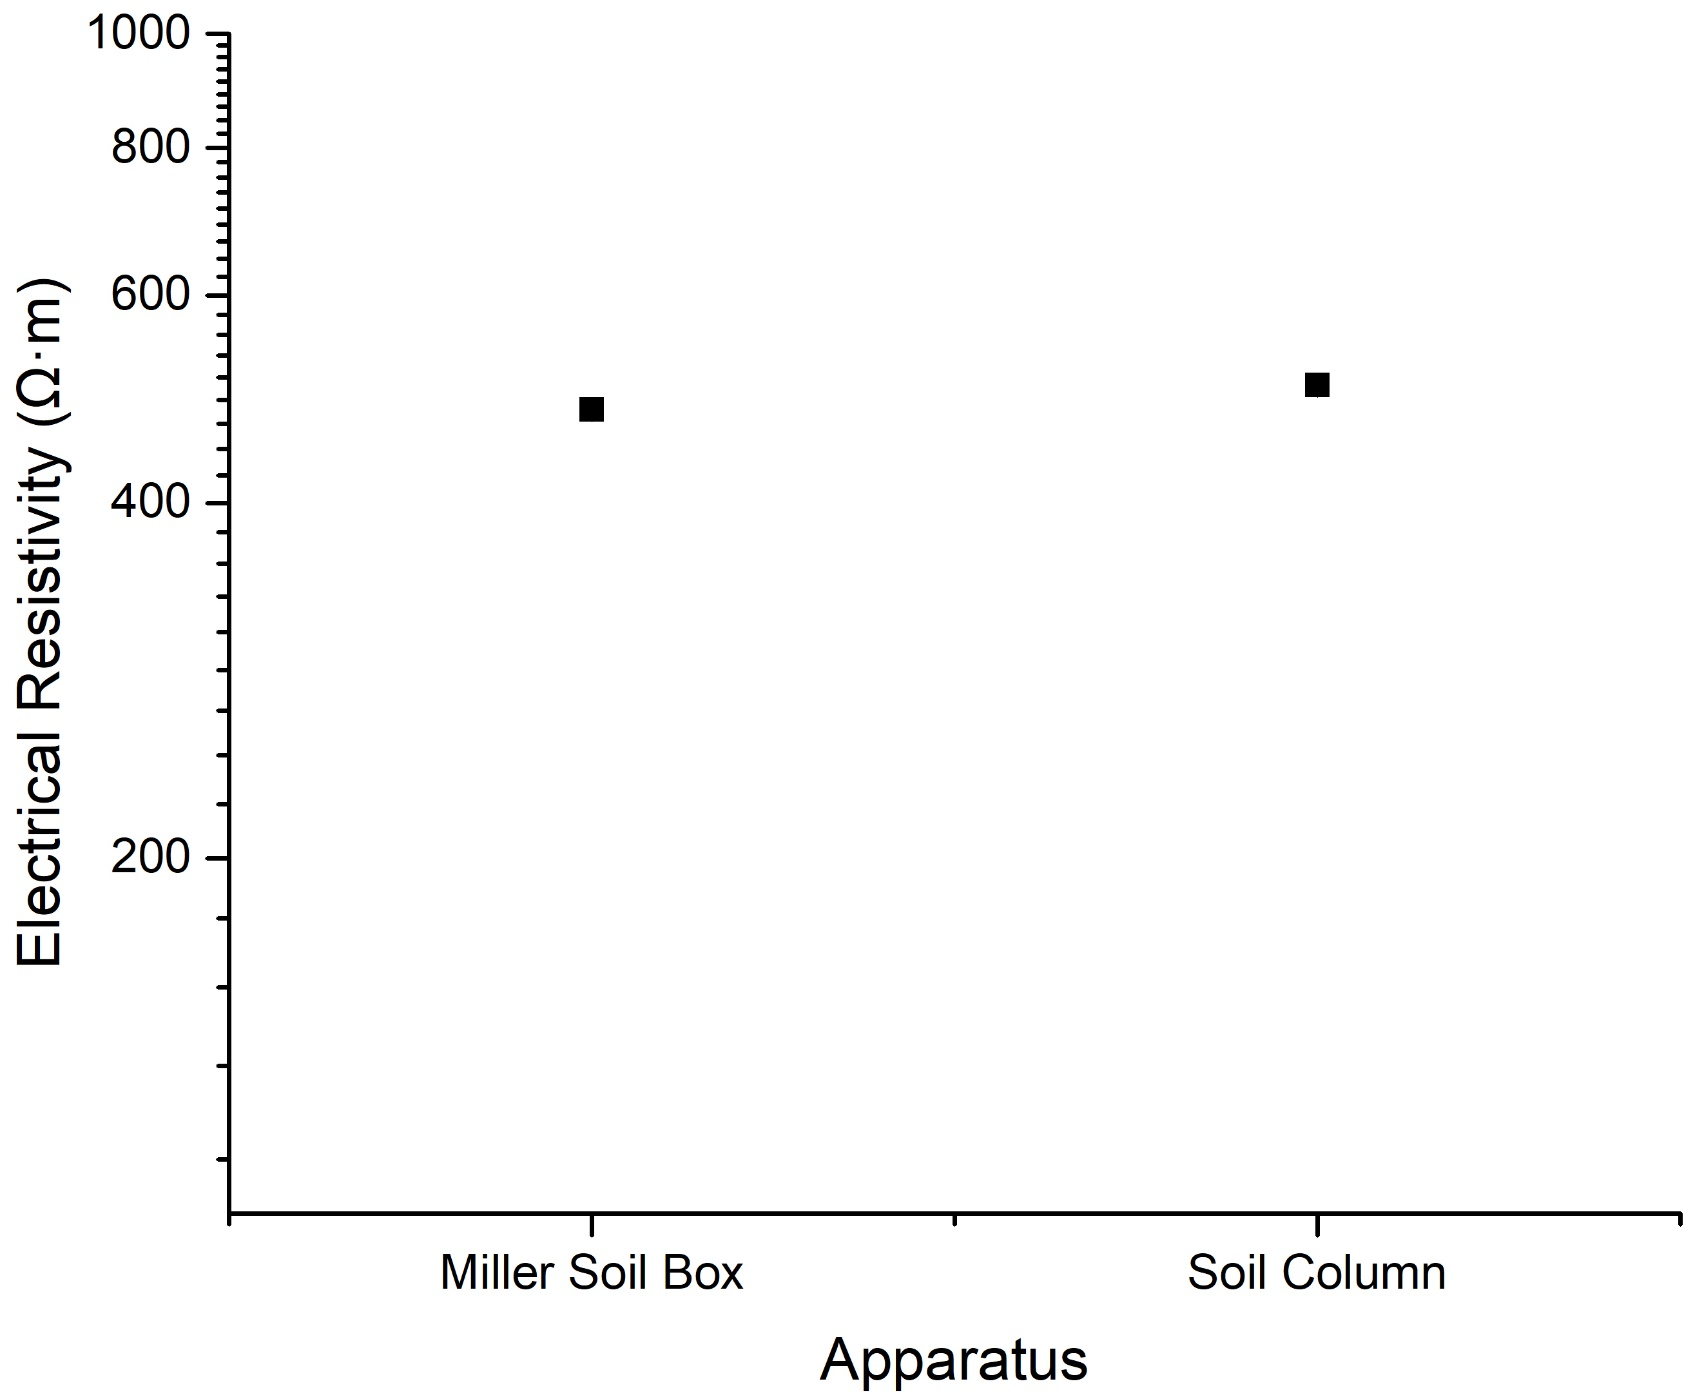 1000
800
600
400
200
Electrical Resistivity (Ω·m)
Miller Soil Box
Soil Column
Apparatus